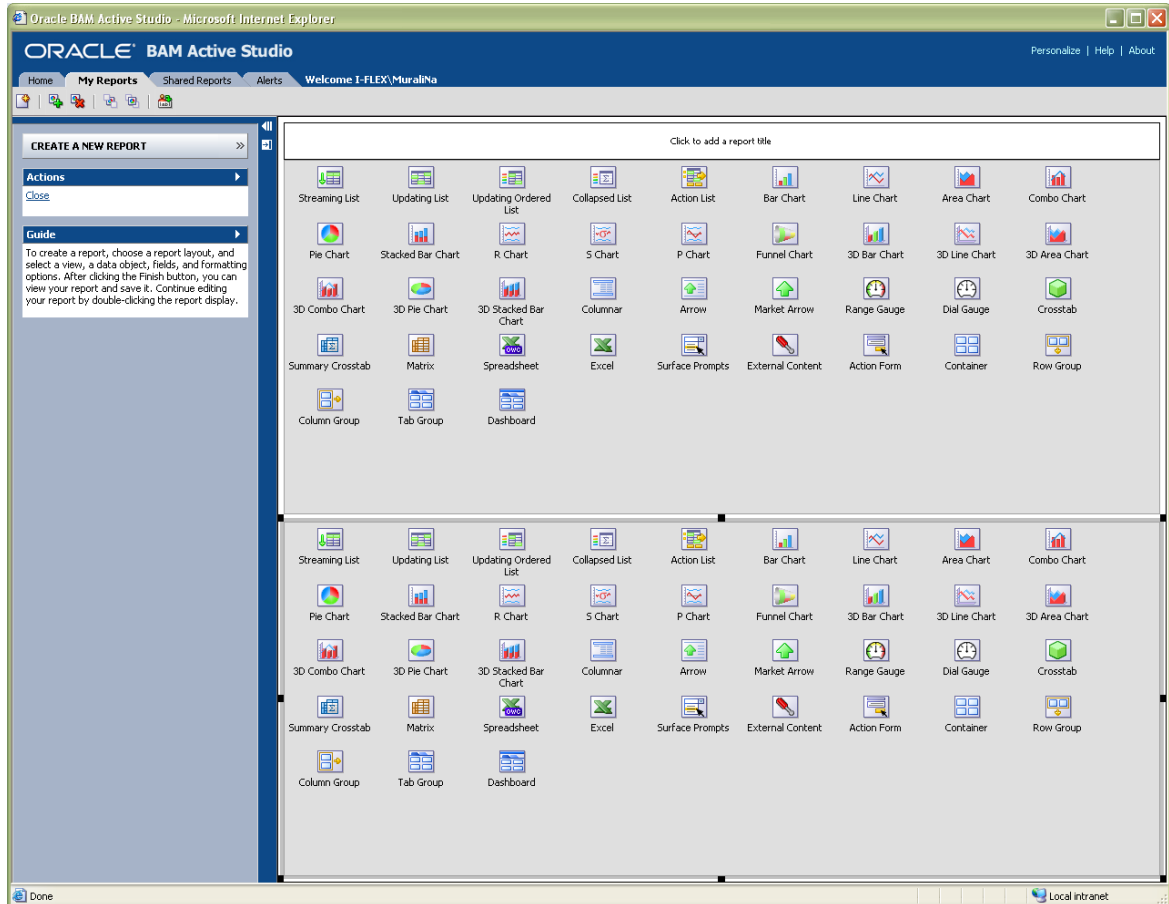 Oracle BAM Active Studio - Microsoft Internet Explorer
ORACLE BAM Active Studio
Personalize | Help | About
Home My Reports Shared Reports Alerts Welcome I-FLEX\MuraliNa
CREATE A NEW REPORT »
Actions
Close
Guide
To create a report, choose a report layout, and
select a view, a data object, fields, and formatting
options. After clicking the Finish button, you can
view your report and save it. Continue editing
your report by double-clicking the report display.
Click to add a report title
Streaming List Updating List Updating Ordered List Collapsed List Action List Bar Chart Line Chart Area Chart Combo Chart
Pie Chart Stacked Bar Chart R Chart S Chart P Chart Funnel Chart 3D Bar Chart 3D Line Chart 3D Area Chart
3D Combo Chart 3D Pie Chart 3D Stacked Bar Chart Columnar Arrow Market Arrow Range Gauge Dial Gauge Crosstab
Summary Crosstab Matrix Spreadsheet Excel Surface Prompts External Content Action Form Container Row Group
Column Group Tab Group Dashboard
Streaming List Updating List Updating Ordered List Collapsed List Action List Bar Chart Line Chart Area Chart Combo Chart
Pie Chart Stacked Bar Chart R Chart S Chart P Chart Funnel Chart 3D Bar Chart 3D Line Chart 3D Area Chart
3D Combo Chart 3D Pie Chart 3D Stacked Bar Chart Columnar Arrow Market Arrow Range Gauge Dial Gauge Crosstab
Summary Crosstab Matrix Spreadsheet Excel Surface Prompts External Content Action Form Container Row Group
Column Group Tab Group Dashboard
Done
Local intranet